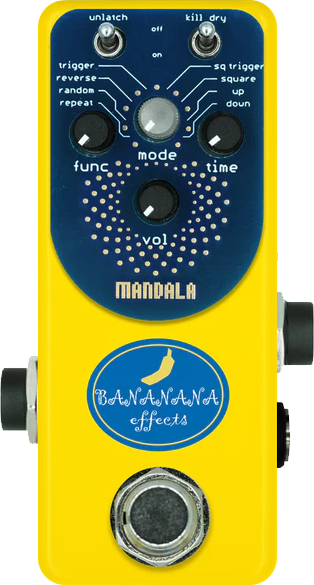 unlatch
kill dry
off
on
trigger
reverse
random
repeat
sq trigger
square
up
down
func
mode
time
vol
MANDALA
BANANANA
effects